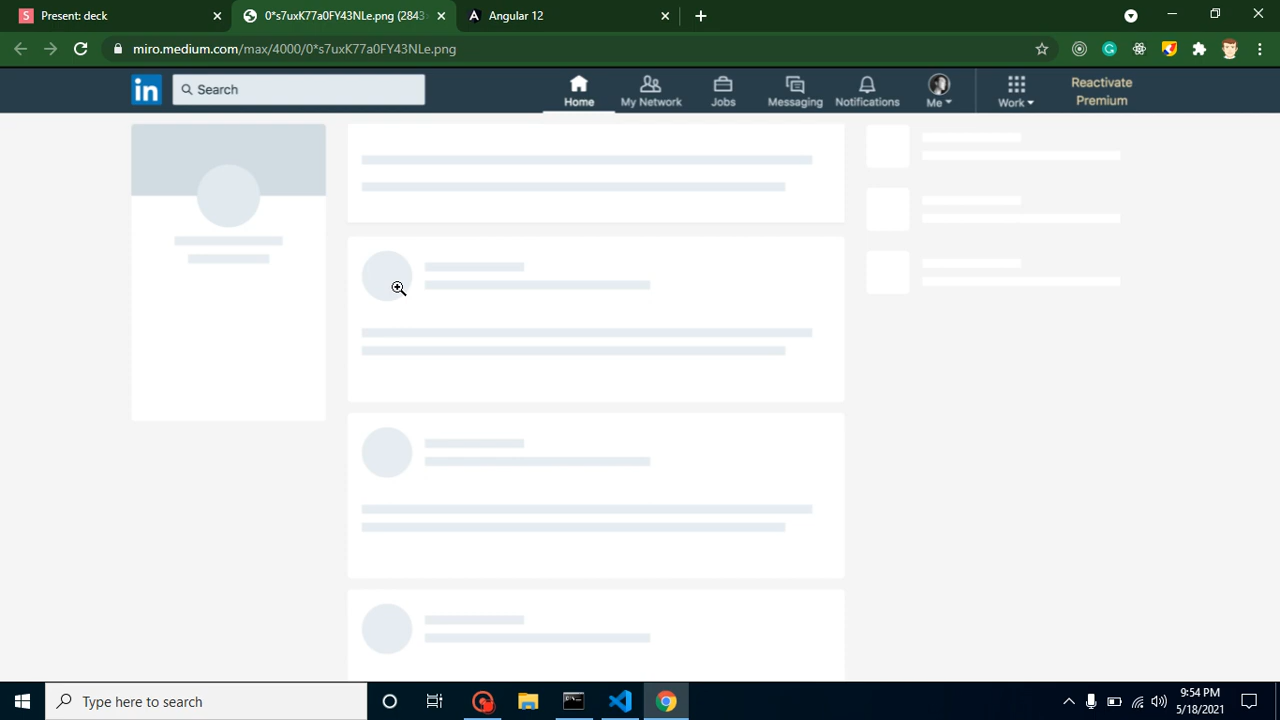 Present: deck
0*s7uxK77a0FY43NLe.png (2843
Angular 12
miro.medium.com/max/4000/0*s7uxK77a0FY43NLe.png
in
Search
Home
My Network
Jobs
Messaging
Notifications
Me
Work
Reactivate
Premium
Type here to search
9:54 PM
5/18/2021